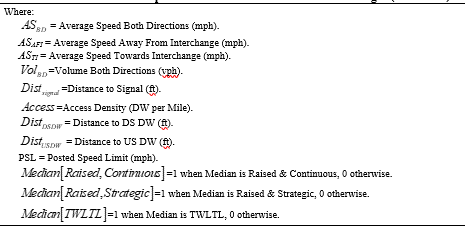 Where:
AS_BD = Average Speed Both Directions (mph).
AS_AFI = Average Speed Away From Interchange (mph).
AS_TI = Average Speed Towards Interchange (mph).
Vol_BD =Volume Both Directions (vph).
Dist_signal =Distance to Signal (ft).
Access=Access Density (DW per Mile).
Dist_DSDW = Distance to DS DW (ft).
Dist_USDW = Distance to US DW (ft).
PSL = Posted Speed Limit (mph).
Median[Raised, Continuous]=1 when Median is Raised & Continuous, 0 otherwise.
Median[Raised, Strategic]=1 when Median is Raised & Strategic, 0 otherwise.
Median[TWLTL]=1 when Median is TWLTL, 0 otherwise.